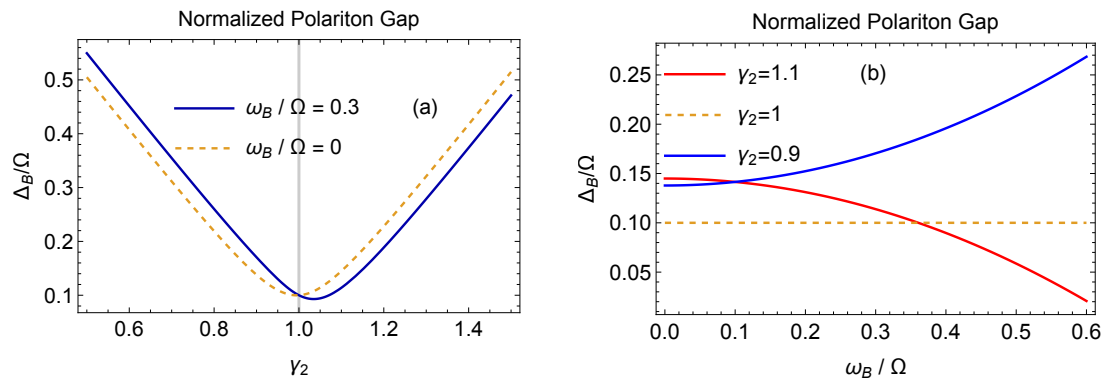 Normalized Polariton Gap
Δ_B/Ω
0.5
0.4
0.3
0.2
0.1
ω_B / Ω = 0.3
ω_B / Ω = 0
(a)
0.6 0.8 1.0 1.2 1.4
γ_2
Normalized Polariton Gap
Δ_B/Ω
0.25
0.20
0.15
0.10
0.05
γ_2=1.1
γ_2=1
γ_2=0.9
(b)
0.0 0.1 0.2 0.3 0.4 0.5 0.6
ω_B / Ω